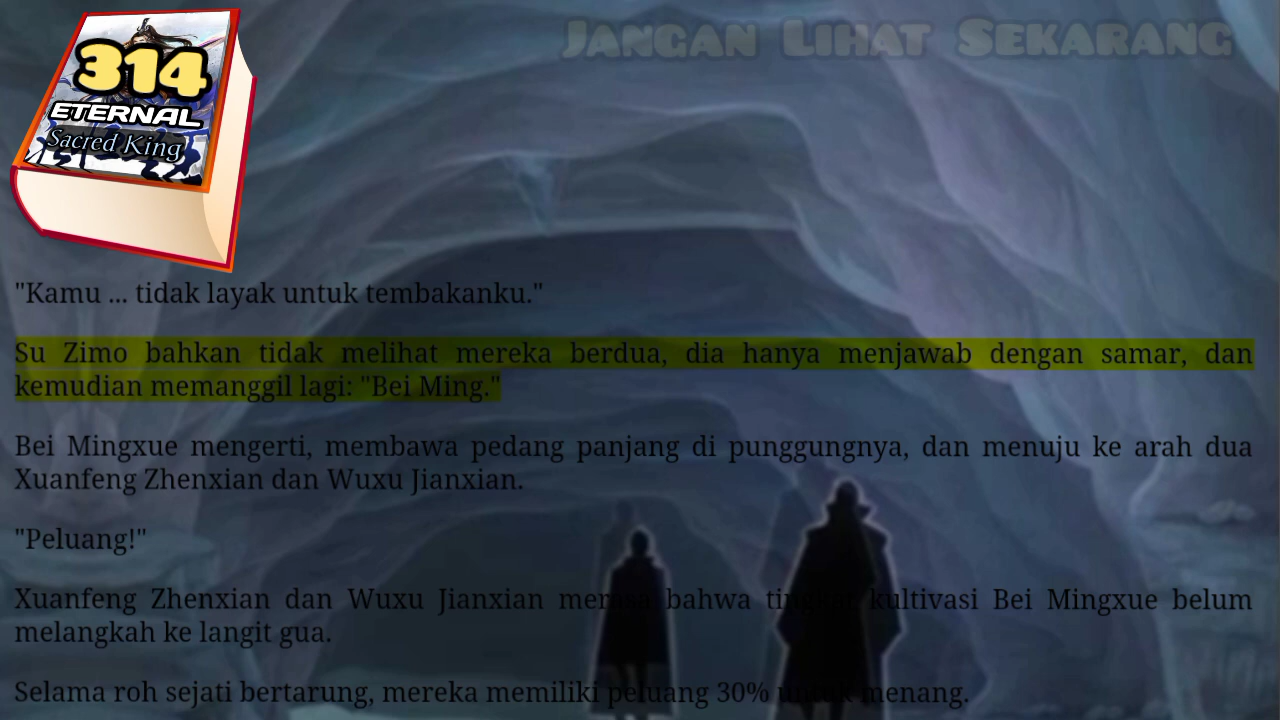 Jangan Lihat Sekarang
314
ETERNAL
Sacred King
"Kamu ... tidak layak untuk tembakanku."
Su Zimo bahkan tidak melihat mereka berdua, dia hanya menjawab dengan samar, dan
kemudian memanggil lagi: "Bei Ming."
Bei Mingxue mengerti, membawa pedang panjang di punggungnya, dan menuju ke arah dua
Xuanfeng Zhenxian dan Wuxu Jianxian.
"Peluang!"
Xuanfeng Zhenxian dan Wuxu Jianxian merasa bahwa tingkat kultivasi Bei Mingxue belum
melangkah ke langit gua.
Selama roh sejati bertarung, mereka memiliki peluang 30% untuk menang.